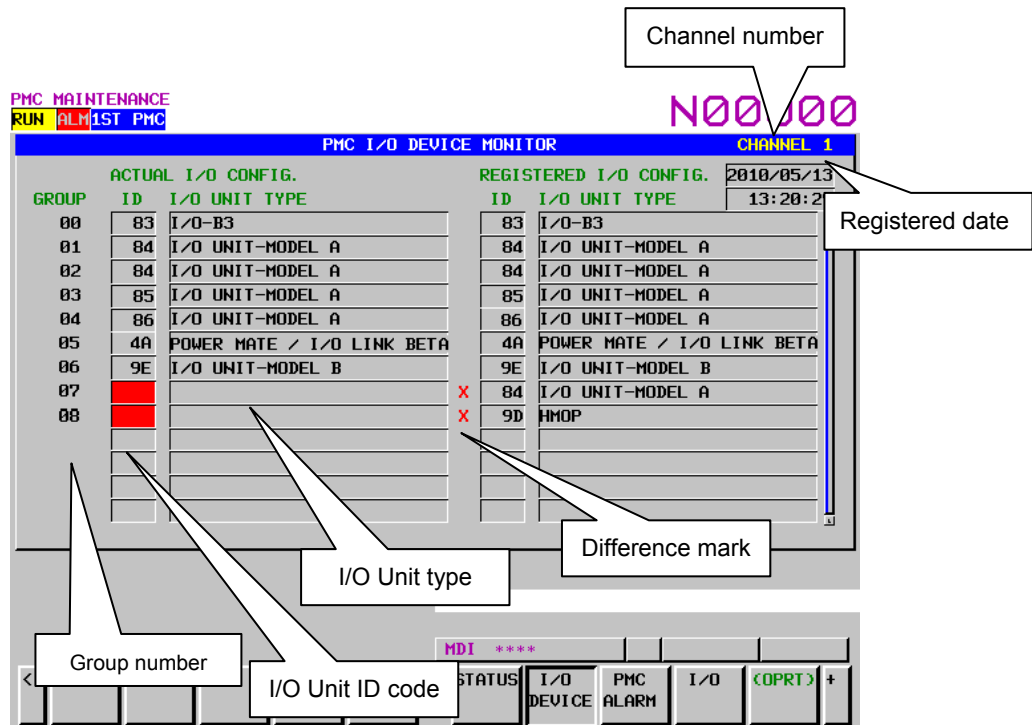 Channel number
PMC MAINTENANCE
RUN ALM 1ST PMC
PMC I/O DEVICE MONITOR CHANNEL 1
ACTUAL I/O CONFIG. REGISTERED I/O CONFIG. 2010/05/13
GROUP ID I/O UNIT TYPE ID I/O UNIT TYPE 13:20:2
Registered date
00 83 I/O-B3 83 I/O-B3
01 84 I/O UNIT-MODEL A 84 I/O UNIT-MODEL A
02 84 I/O UNIT-MODEL A 84 I/O UNIT-MODEL A
03 85 I/O UNIT-MODEL A 85 I/O UNIT-MODEL A
04 86 I/O UNIT-MODEL A 86 I/O UNIT-MODEL A
05 4A POWER MATE / I/O LINK BETA 4A POWER MATE / I/O LINK BETA
06 9E I/O UNIT-MODEL B 9E I/O UNIT-MODEL B
07 X 84 I/O UNIT-MODEL A
08 X 9D HMOP
Difference mark
I/O Unit type
Group number
I/O Unit ID code
MDI ****
< STATUS I/O DEVICE PMC ALARM I/O (OPRT) +